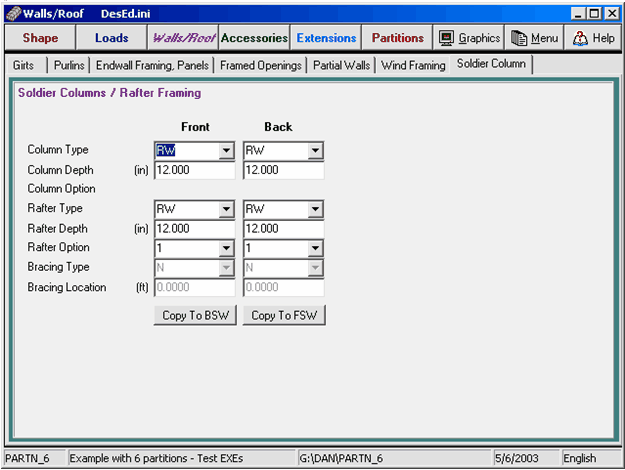 Walls/Roof DesEd.ini
Shape Loads Walls/Roof Accessories Extensions Partitions Graphics Menu Help
Girts Purlins Endwall Framing, Panels Framed Openings Partial Walls Wind Framing Soldier Column
Soldier Columns / Rafter Framing
Front Back
Column Type RW RW
Column Depth (in) 12.000 12.000
Column Option
Rafter Type RW RW
Rafter Depth (in) 12.000 12.000
Rafter Option 1 1
Bracing Type N N
Bracing Location (ft) 0.0000 0.0000
Copy To BSW Copy To FSW
PARTN_6 Example with 6 partitions - Test EXEs G:\DAN\PARTN_6 5/6/2003 English